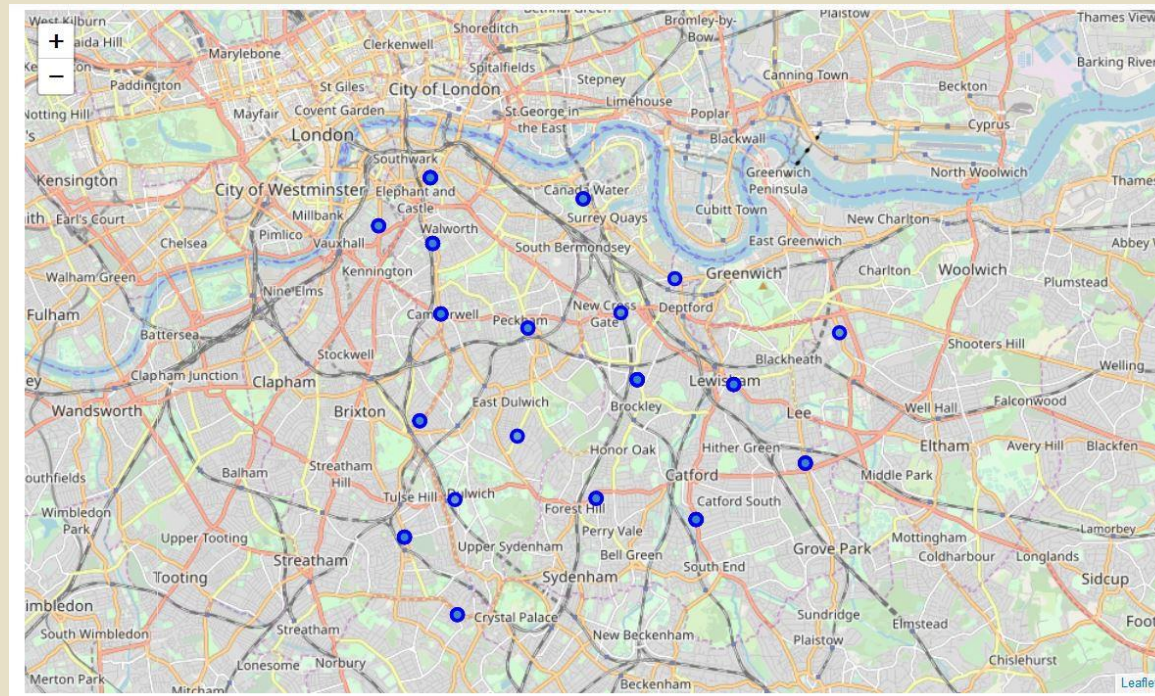 Thames View
Plaistow
Bromley-by-
Bow
West Kilburn
Shoreditch
Clerkenwell
Marylebone
Spitalfields
Canning Town
Barking River
+
−
Paddington
St Giles
City of London
Stepney
Beckton
Notting Hill
Mayfair
Covent Garden
St.George in
the East
Limehouse
Poplar
Cyprus
London
Blackwall
Southwark
Kensington
City of Westminster
Elephant and
Castle
Canada Water
Greenwich
Peninsula
North Woolwich
Earl's Court
Millbank
Surrey Quays
Cubitt Town
New Charlton
Chelsea
Pimlico
Vauxhall
Walworth
South Bermondsey
East Greenwich
Abbey
Walham Green
Kennington
Greenwich
Charlton
Woolwich
Plumstead
Nine Elms
Fulham
Camberwell
Peckham
New Cross
Gate
Deptford
Battersea
Shooters Hill
Stockwell
Blackheath
Welling
Clapham Junction
Clapham
Lewisham
Wandsworth
Brixton
East Dulwich
Brockley
Lee
Well Hall
Falconwood
Balham
Streatham
Hill
Honor Oak
Hither Green
Eltham
Avery Hill
Blackfen
Catford
Middle Park
Tulse Hill
Dulwich
Forest Hill
Catford South
Wimbledon
Park
Upper Tooting
Perry Vale
Mottingham
Lamorbey
Streatham
Upper Sydenham
Bell Green
Grove Park
Coldharbour
Longlands
Tooting
Sydenham
South End
Sidcup
Crystal Palace
Sundridge
Elmstead
South Wimbledon
Streatham
New Beckenham
Plaistow
Lonesome
Norbury
Chislehurst
Merton Park
Mitcham
Beckenham